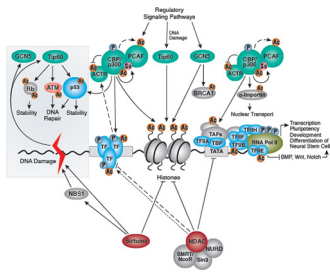 Regulatory
Signaling Pathways
DNA
Damage
GCN5
Tip60
Ac
Rb
ATM
p53
Stability
DNA
Repair
Stability
P
CBP/
p300
PCAF
ACTR
Tip60
GCN5
BRCA1
P
CBP/
p300
PCAF
ACTR
α-Importin
Nuclear Transport
DNA Damage
TF
TF
TF
TF
Histones
TAFs
TFIIA
TBP
TATA
TFIIB
TFIIF
TFIIH
TFIIE
RNA Pol II
Transcription
Pluripotency
Development
Differentiation of
Neural Stem Cell
BMP, Wnt, Notch
NBS1
Sirtuins
HDAC
NURD
SMRT/
NcoR
Sin3